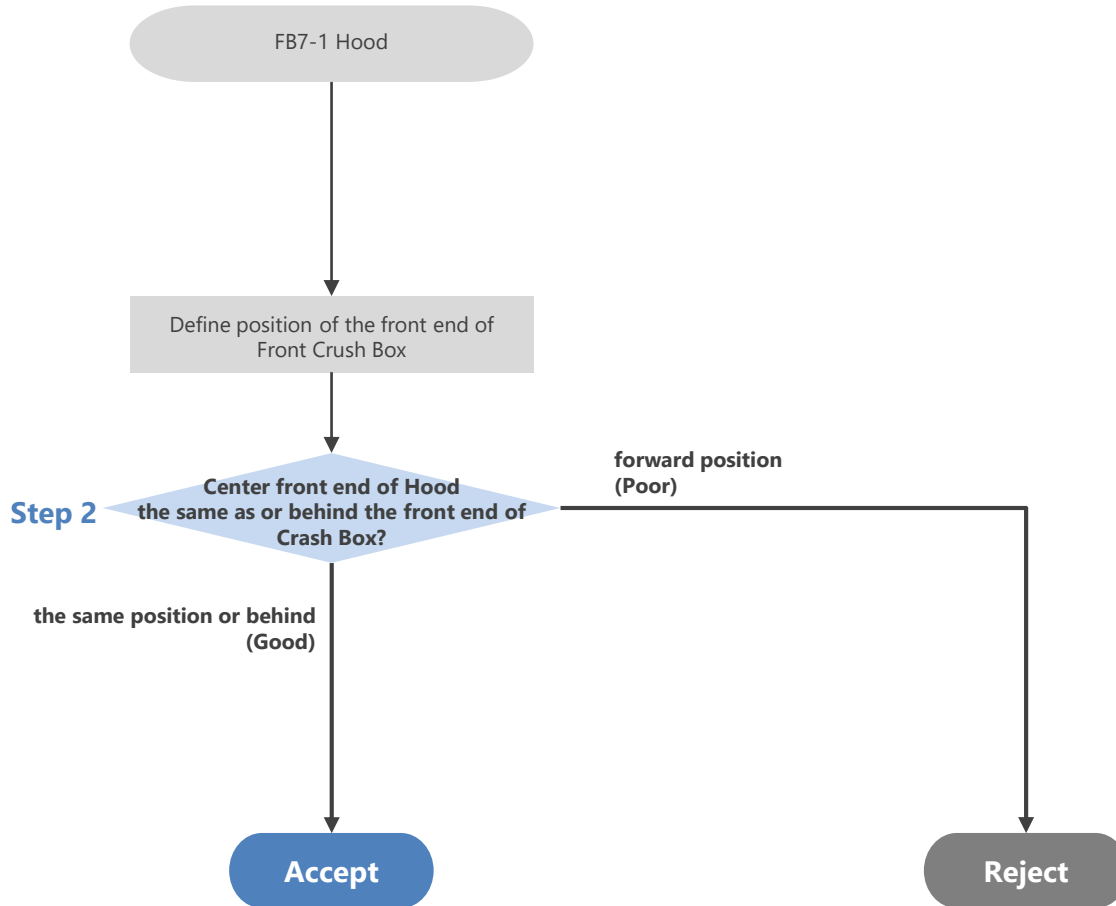 FB7-1 Hood
Define position of the front end of
Front Crush Box
Step 2
Center front end of Hood
the same as or behind the front end of
Crash Box?
forward position
(Poor)
the same position or behind
(Good)
Accept
Reject